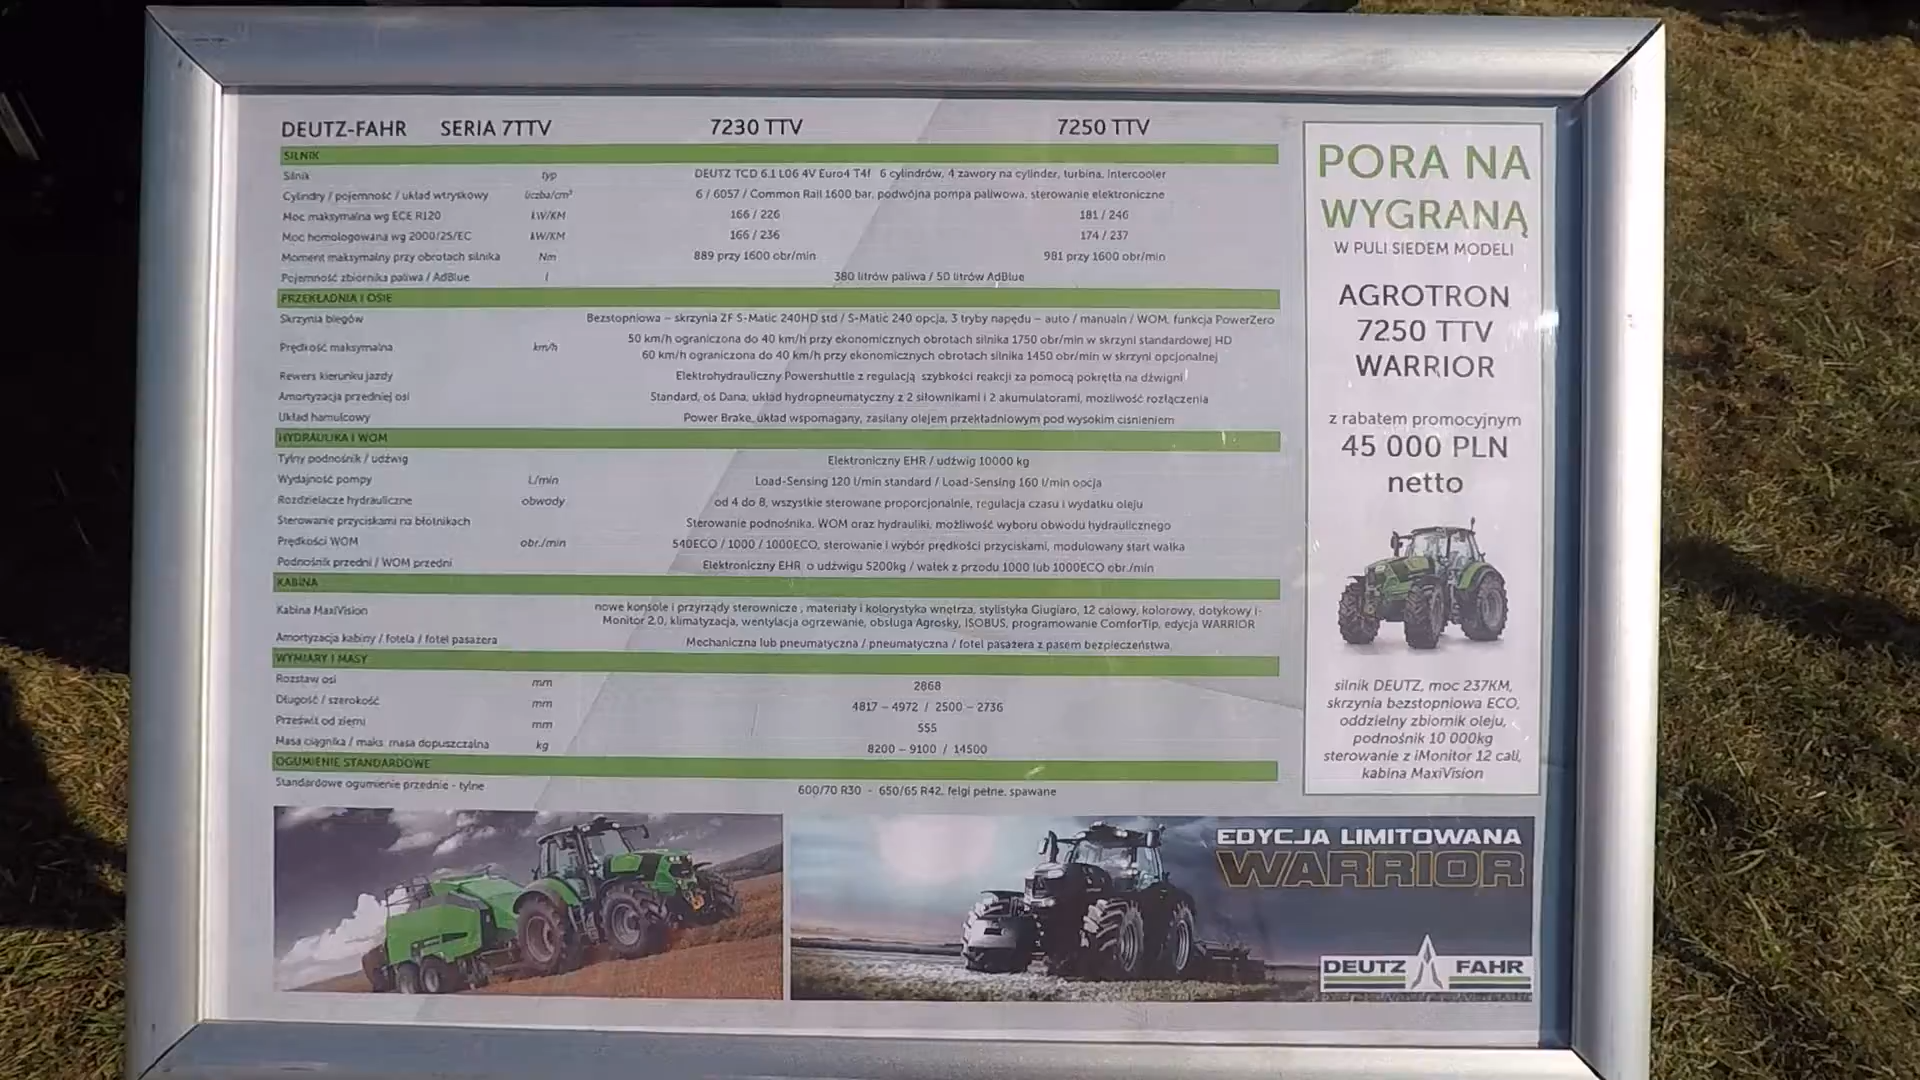 DEUTZ-FAHR SERIA 7TTV 7230 TTV 7250 TTV
SILNIK
Silnik typ DEUTZ TCD 6.1 L06 4V Euro4 T4f 6 cylindrów, 4 zawory na cylinder, turbina, Intercooler
Cylindry / pojemność / układ wtryskowy liczba/cm³ 6 / 6057 / Common Rail 1600 bar, podwójna pompa paliwowa, sterowanie elektroniczne
Moc maksymalna wg ECE R120 kW/KM 166 / 226 181 / 246
Moc homologowana wg 2000/25/EC kW/KM 166 / 236 174 / 237
Moment maksymalny przy obrotach silnika Nm 889 przy 1600 obr/min 981 przy 1600 obr/min
Pojemność zbiornika paliwa / AdBlue l 380 litrów paliwa / 50 litrów AdBlue
PRZEKŁADNIA I OSIE
Skrzynia biegów Bezstopniowa – skrzynia ZF S-Matic 240HD std / S-Matic 240 opcja, 3 tryby napędu – auto / manualn / WOM, funkcja PowerZero
Prędkość maksymalna km/h 50 km/h ograniczona do 40 km/h przy ekonomicznych obrotach silnika 1750 obr/min w skrzyni standardowej HD
60 km/h ograniczona do 40 km/h przy ekonomicznych obrotach silnika 1450 obr/min w skrzyni opcjonalnej
Rewers kierunku jazdy Elektrohydrauliczny Powershuttle z regulacją szybkości reakcji za pomocą pokrętła na dźwigni
Amortyzacja przedniej osi Standard, oś Dana, układ hydropneumatyczny z 2 siłownikami i 2 akumulatorami, możliwość rozłączenia
Układ hamulcowy Power Brake, układ wspomagany, zasilany olejem przekładniowym pod wysokim ciśnieniem
HYDRAULIKA I WOM
Tylny podnośnik / udźwig Elektroniczny EHR / udźwig 10000 kg
Wydajność pompy L/min Load-Sensing 120 l/min standard / Load-Sensing 160 l/min opcja
Rozdzielacze hydrauliczne obwody od 4 do 8, wszystkie sterowane proporcjonalnie, regulacja czasu i wydatku oleju
Sterowanie przyciskami na błotnikach Sterowanie podnośnika, WOM oraz hydrauliki, możliwość wyboru obwodu hydraulicznego
Prędkości WOM obr./min 540ECO / 1000 / 1000ECO, sterowanie i wybór prędkości przyciskami, modulowany start wałka
Podnośnik przedni / WOM przedni Elektroniczny EHR o udźwigu 5200kg / wałek z przodu 1000 lub 1000ECO obr./min
KABINA
Kabina MaxiVision nowe konsole i przyrządy sterownicze, materiały i kolorystyka wnętrza, stylistyka Giugiaro, 12 calowy, kolorowy, dotykowy i-
Monitor 2.0, klimatyzacja, wentylacja ogrzewanie, obsługa Agrosky, ISOBUS, programowanie ComforTip, edycja WARRIOR
Amortyzacja kabiny / fotela / fotel pasażera Mechaniczna lub pneumatyczna / pneumatyczna / fotel pasażera z pasem bezpieczeństwa,
WYMIARY I MASY
Rozstaw osi mm 2868
Długość / szerokość mm 4817 – 4972 / 2500 – 2736
Prześwit od ziemi mm 555
Masa ciągnika / maks. masa dopuszczalna kg 8200 – 9100 / 14500
OGUMIENIE STANDARDOWE
Standardowe ogumienie przednie - tylne 600/70 R30 - 650/65 R42, felgi pełne, spawane
PORA NA
WYGRANĄ
W PULI SIEDEM MODELI
AGROTRON
7250 TTV
WARRIOR
z rabatem promocyjnym
45 000 PLN
netto
silnik DEUTZ, moc 237KM,
skrzynia bezstopniowa ECO,
oddzielny zbiornik oleju,
podnośnik 10 000kg
sterowanie z iMonitor 12 cali,
kabina MaxiVision
EDYCJA LIMITOWANA
WARRIOR
DEUTZ FAHR